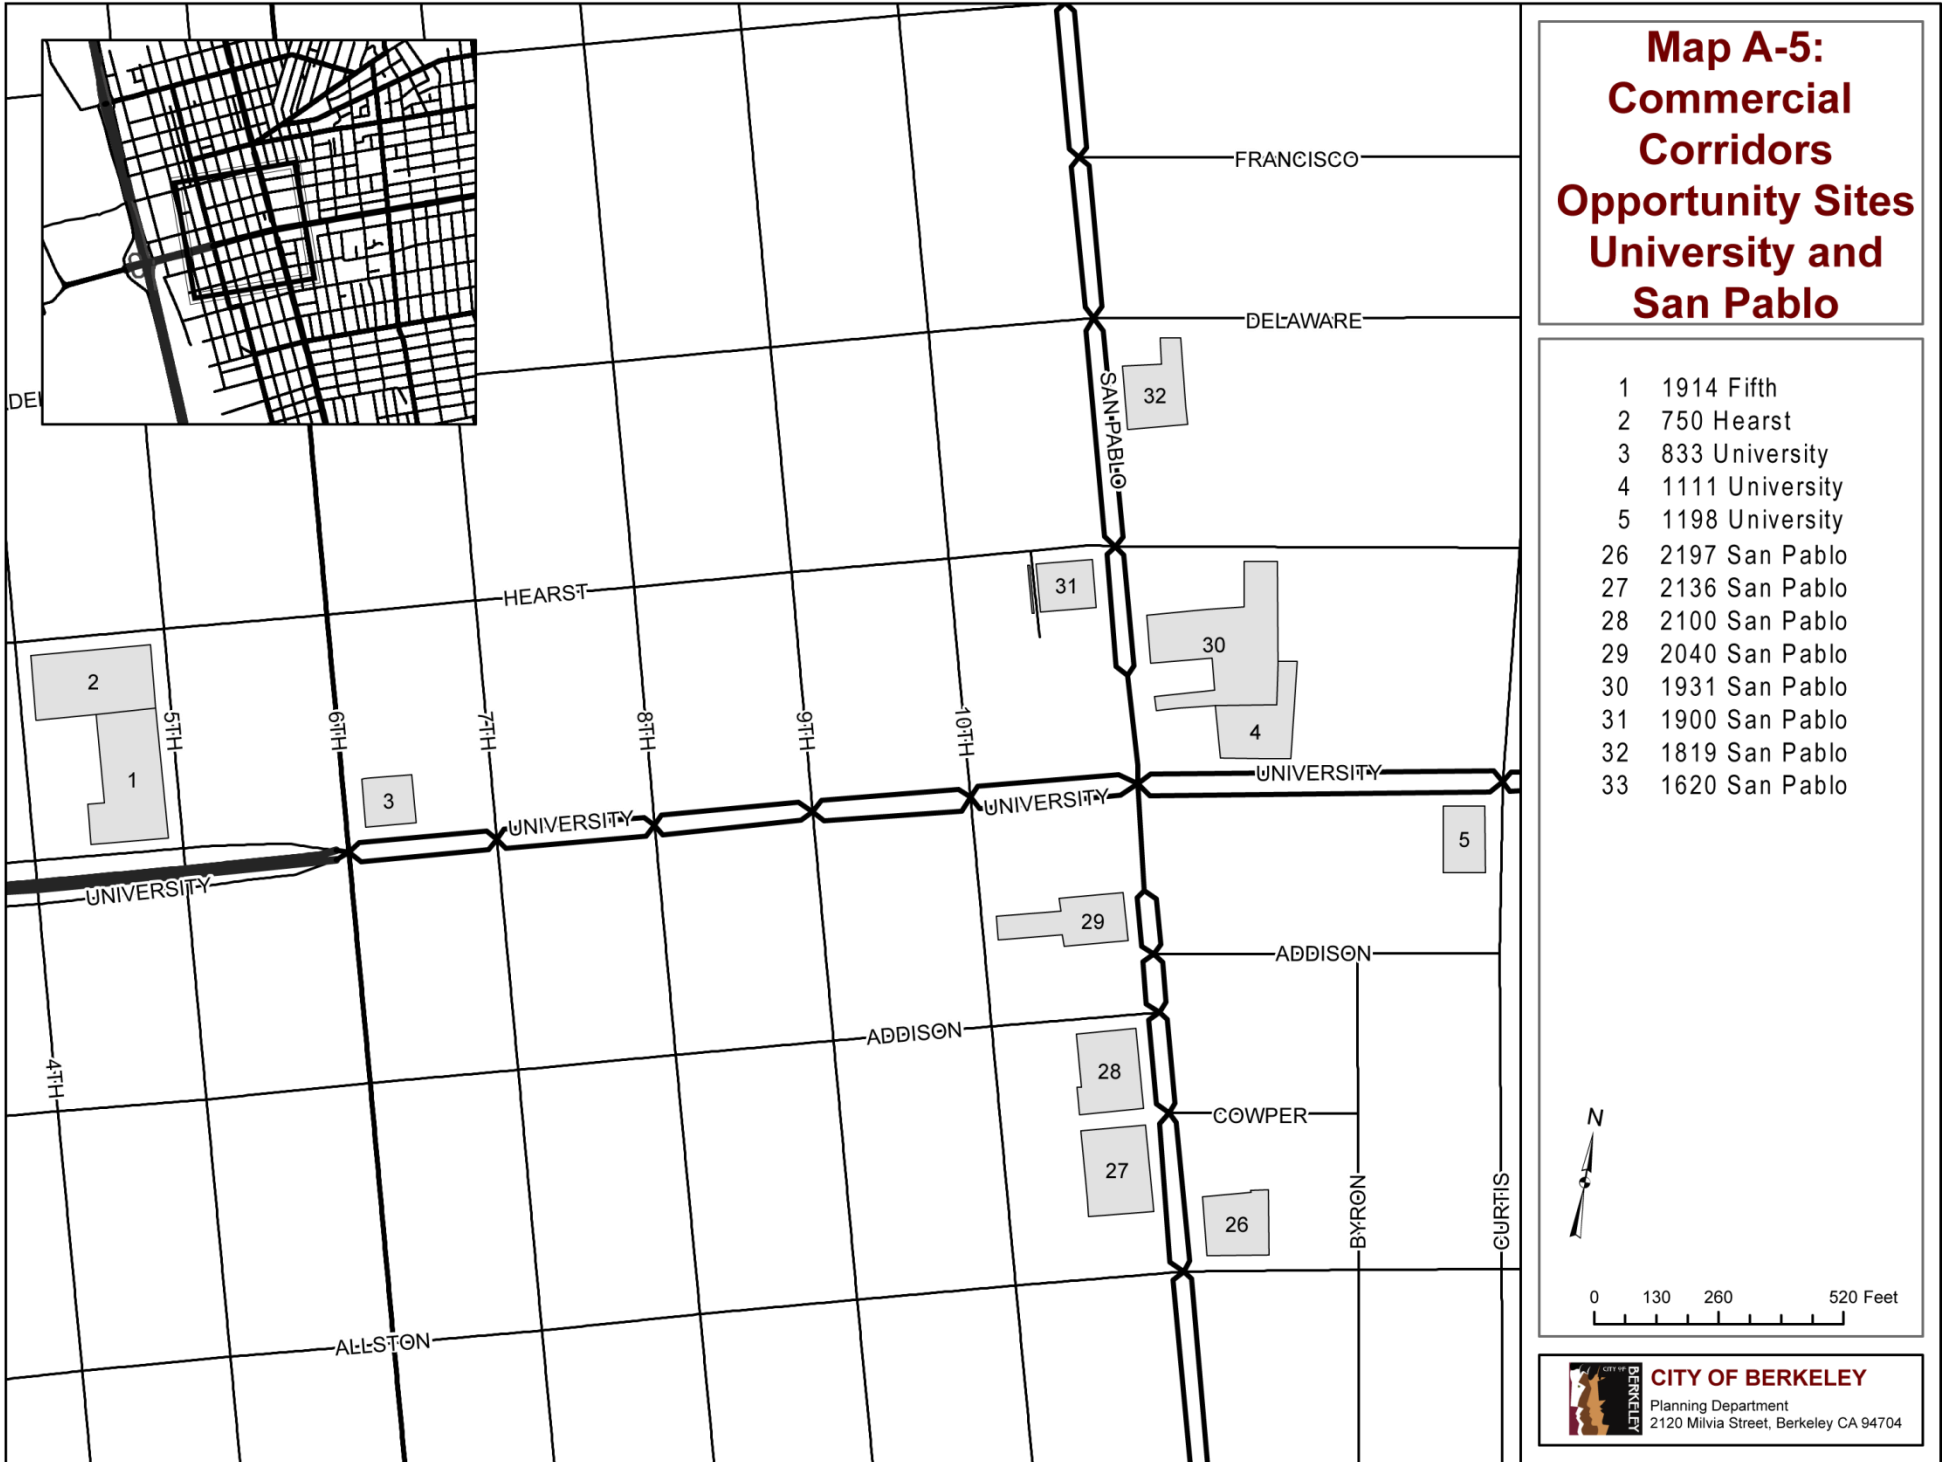 Map A-5:
Commercial
Corridors
Opportunity Sites
University and
San Pablo
1 1914 Fifth
2 750 Hearst
3 833 University
4 1111 University
5 1198 University
26 2197 San Pablo
27 2136 San Pablo
28 2100 San Pablo
29 2040 San Pablo
30 1931 San Pablo
31 1900 San Pablo
32 1819 San Pablo
33 1620 San Pablo
N
0 130 260 520 Feet
CITY OF BERKELEY
CITY OF BERKELEY
Planning Department
2120 Milvia Street, Berkeley CA 94704
FRANCISCO
DELAWARE
DEL
SAN PABLO
32
HEARST
31
30
2
5TH
6TH
7TH
8TH
9TH
10TH
4
1
3
UNIVERSITY
UNIVERSITY
UNIVERSITY
UNIVERSITY
5
29
ADDISON
ADDISON
4TH
28
COWPER
27
26
BYRON
CURTIS
ALLSTON